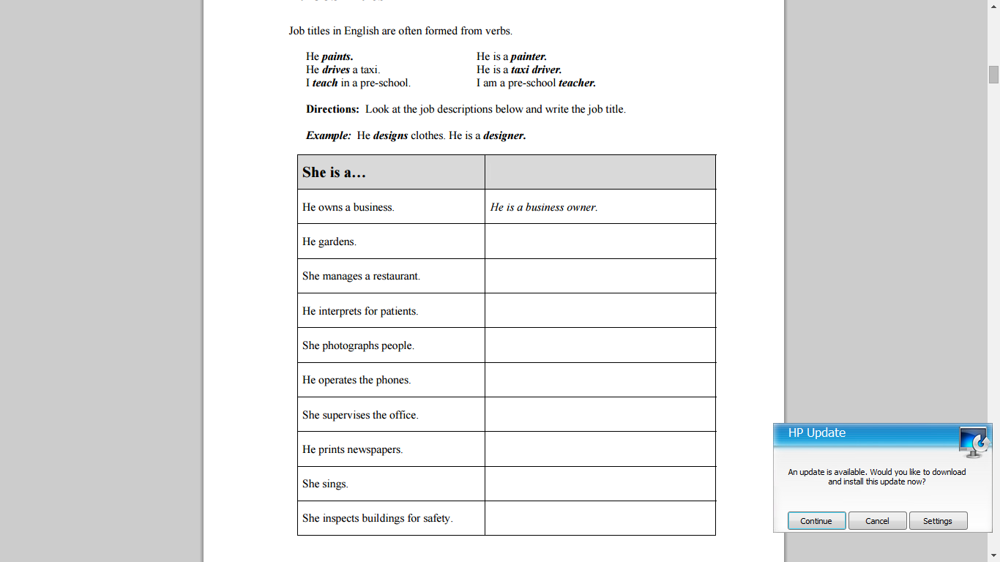 Job titles in English are often formed from verbs.
He paints. He is a painter.
He drives a taxi. He is a taxi driver.
I teach in a pre-school. I am a pre-school teacher.
Directions: Look at the job descriptions below and write the job title.
Example: He designs clothes. He is a designer.
She is a…
He owns a business. He is a business owner.
He gardens.
She manages a restaurant.
He interprets for patients.
She photographs people.
He operates the phones.
She supervises the office.
He prints newspapers.
She sings.
She inspects buildings for safety.
HP Update
An update is available. Would you like to download
and install this update now?
Continue Cancel Settings